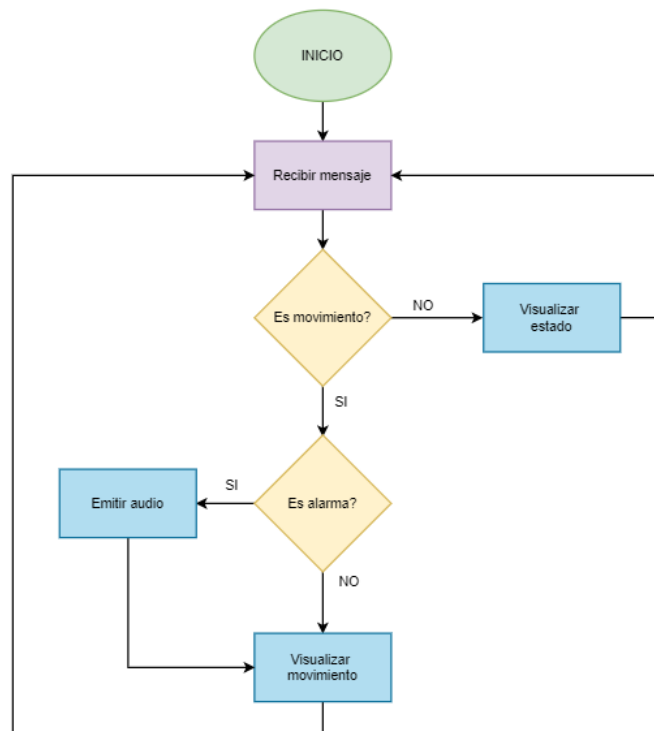 INICIO
Recibir mensaje
Es movimiento?
NO
Visualizar
estado
SI
Emitir audio
SI
Es alarma?
NO
Visualizar
movimiento